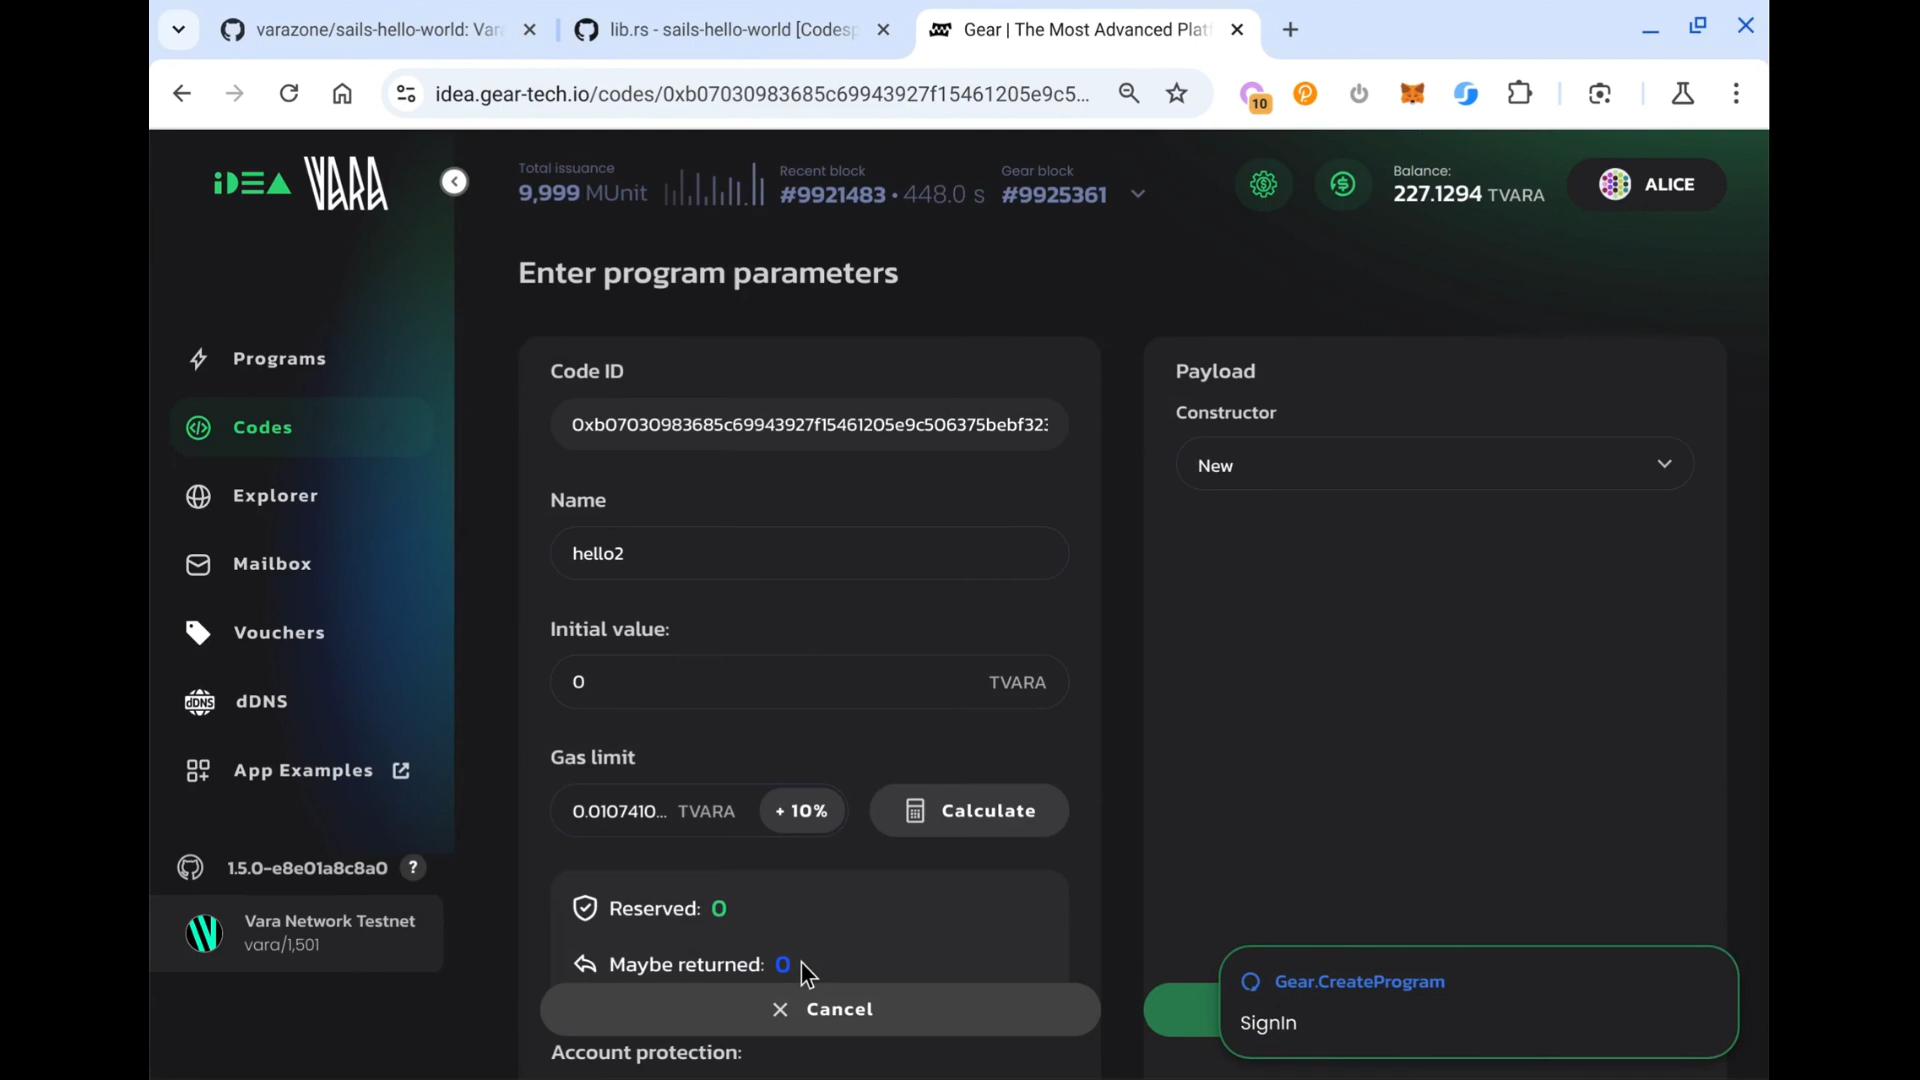 varazone/sails-hello-world: Vara
lib.rs - sails-hello-world [Codesp
Gear | The Most Advanced Platf
idea.gear-tech.io/codes/0xb07030983685c69943927f15461205e9c5...
10
iDEA VARA
Total issuance
9,999 MUnit
Recent block
#9921483 • 448.0 s
Gear block
#9925361
Balance:
227.1294 TVARA
ALICE
Enter program parameters
Programs
Codes
Explorer
Mailbox
Vouchers
dDNS
dDNS
App Examples
1.5.0-e8e01a8c8a0 ?
Vara Network Testnet
vara/1,501
Code ID
0xb07030983685c69943927f15461205e9c506375bebf323
Name
hello2
Initial value:
0 TVARA
Gas limit
0.0107410... TVARA + 10% Calculate
Reserved: 0
Maybe returned: 0
Cancel
Account protection:
Payload
Constructor
New
Gear.CreateProgram
SignIn